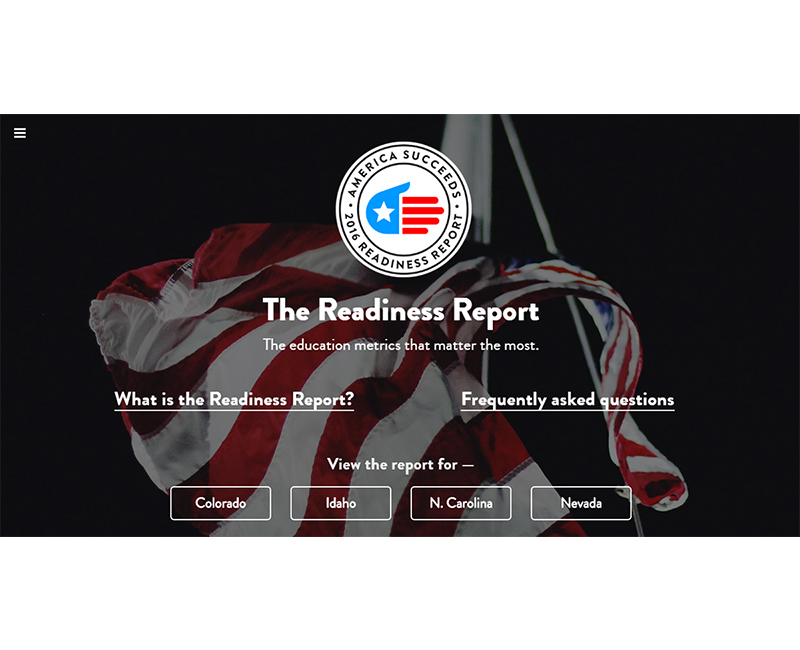 AMERICA SUCCEEDS
2016 READINESS REPORT
The Readiness Report
The education metrics that matter the most.
What is the Readiness Report?
Frequently asked questions
View the report for —
Colorado
Idaho
N. Carolina
Nevada